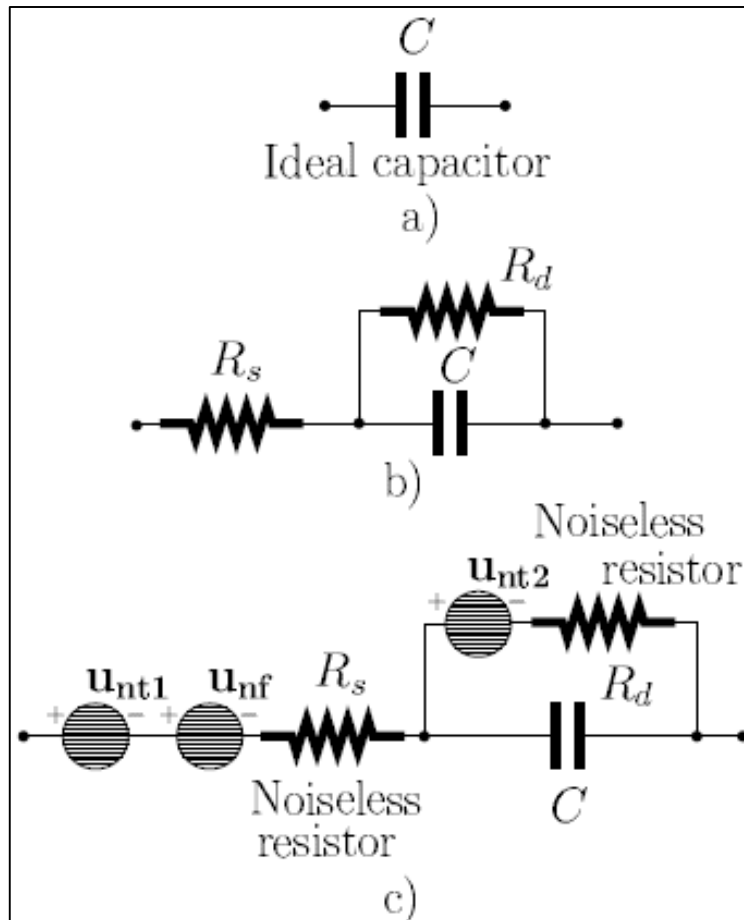 C
Ideal capacitor
a)
R_d
R_s
C
b)
Noiseless
resistor
u_nt2
+ −
u_nt1 u_nf R_s
+ − + −
R_d
Noiseless
resistor
C
c)